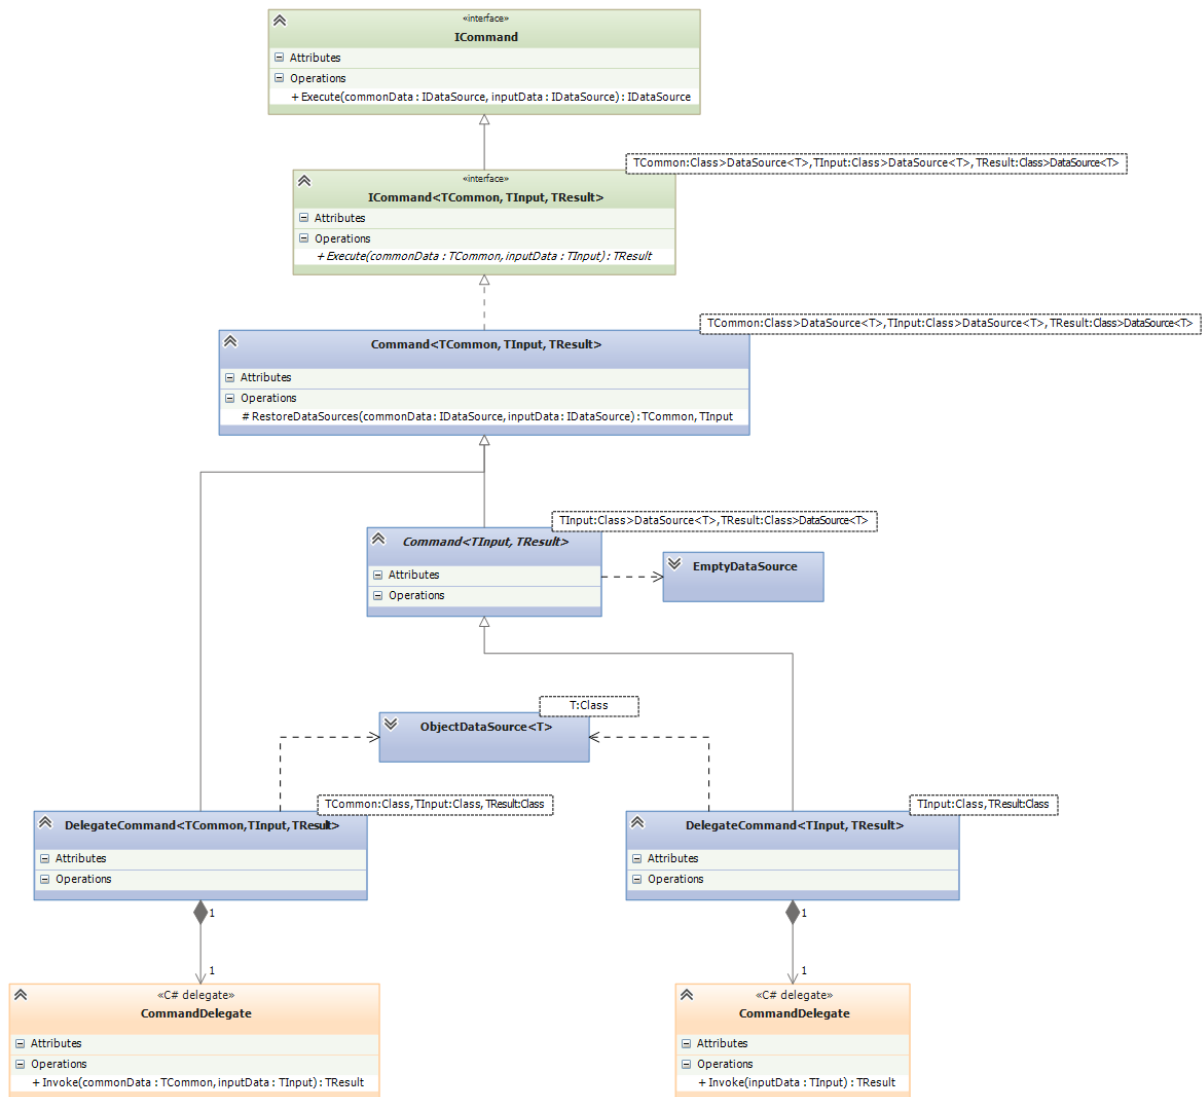 «interface»
ICommand
Attributes
Operations
+ Execute(commonData : IDataSource, inputData : IDataSource) : IDataSource
TCommon:Class>DataSource<T>,TInput:Class>DataSource<T>, TResult:Class>DataSource<T>
«interface»
ICommand<TCommon, TInput, TResult>
Attributes
Operations
+ Execute(commonData : TCommon, inputData : TInput) : TResult
TCommon:Class>DataSource<T>,TInput:Class>DataSource<T>, TResult:Class>DataSource<T>
Command<TCommon, TInput, TResult>
Attributes
Operations
# RestoreDataSources(commonData : IDataSource, inputData : IDataSource) : TCommon, TInput
TInput:Class>DataSource<T>,TResult:Class>DataSource<T>
Command<TInput, TResult>
Attributes
Operations
EmptyDataSource
T:Class
ObjectDataSource<T>
TCommon:Class,TInput:Class, TResult:Class
DelegateCommand<TCommon,TInput,TResult>
Attributes
Operations
TInput:Class,TResult:Class
DelegateCommand<TInput, TResult>
Attributes
Operations
1
1
1
1
«C# delegate»
CommandDelegate
Attributes
Operations
+ Invoke(commonData : TCommon, inputData : TInput) : TResult
«C# delegate»
CommandDelegate
Attributes
Operations
+ Invoke(inputData : TInput) : TResult